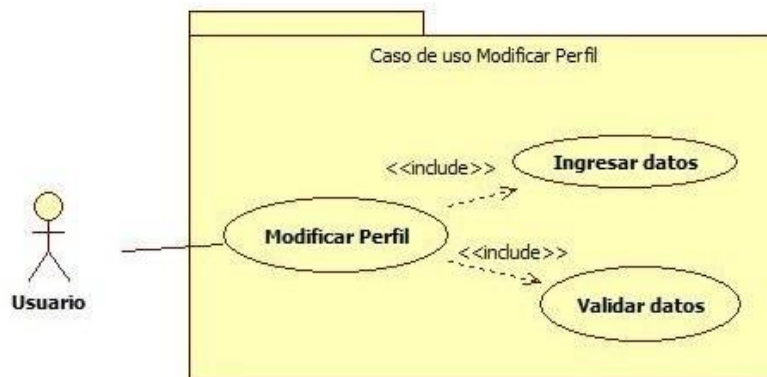 Caso de uso Modificar Perfil
<<include>>
Ingresar datos
Modificar Perfil
<<include>>
Validar datos
Usuario